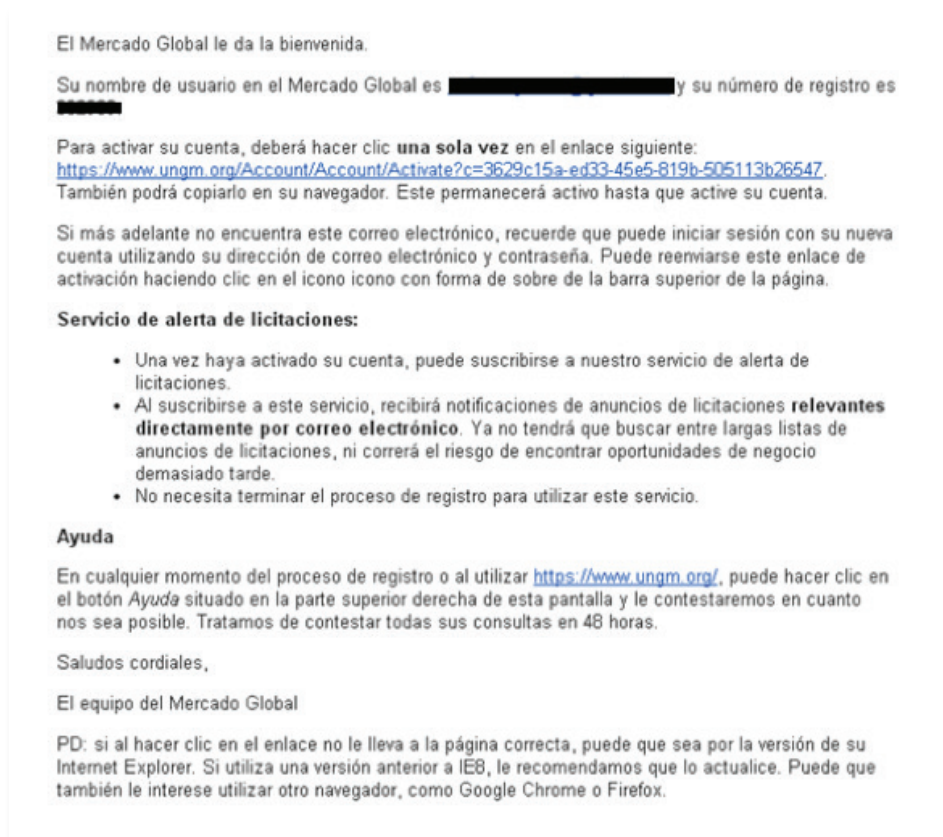 El Mercado Global le da la bienvenida.
Su nombre de usuario en el Mercado Global es y su número de registro es
Para activar su cuenta, deberá hacer clic una sola vez en el enlace siguiente:
https://www.ungm.org/Account/Account/Activate?c=3629c15a-ed33-45e5-819b-505113b26547.
También podrá copiarlo en su navegador. Este permanecerá activo hasta que active su cuenta.
Si más adelante no encuentra este correo electrónico, recuerde que puede iniciar sesión con su nueva
cuenta utilizando su dirección de correo electrónico y contraseña. Puede reenviarse este enlace de
activación haciendo clic en el icono icono con forma de sobre de la barra superior de la página.
Servicio de alerta de licitaciones:
• Una vez haya activado su cuenta, puede suscribirse a nuestro servicio de alerta de
licitaciones.
• Al suscribirse a este servicio, recibirá notificaciones de anuncios de licitaciones relevantes
directamente por correo electrónico. Ya no tendrá que buscar entre largas listas de
anuncios de licitaciones, ni correrá el riesgo de encontrar oportunidades de negocio
demasiado tarde.
• No necesita terminar el proceso de registro para utilizar este servicio.
Ayuda
En cualquier momento del proceso de registro o al utilizar https://www.ungm.org/, puede hacer clic en
el botón Ayuda situado en la parte superior derecha de esta pantalla y le contestaremos en cuanto
nos sea posible. Tratamos de contestar todas sus consultas en 48 horas.
Saludos cordiales,
El equipo del Mercado Global
PD: si al hacer clic en el enlace no le lleva a la página correcta, puede que sea por la versión de su
Internet Explorer. Si utiliza una versión anterior a IE8, le recomendamos que lo actualice. Puede que
también le interese utilizar otro navegador, como Google Chrome o Firefox.